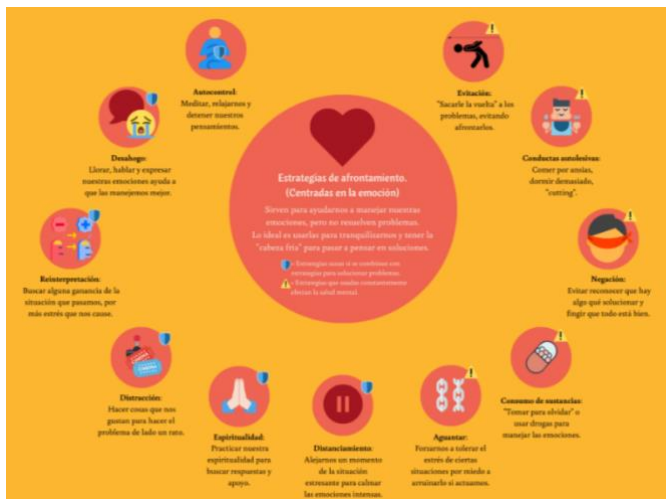 Autocontrol:
Meditar, relajarnos y
detener nuestros
pensamientos.
Evitación:
"Sacarle la vuelta" a los
problemas, evitando
afrontarlos.
Desahogo:
Llorar, hablar y expresar
nuestras emociones ayuda a
que las manejemos mejor.
Conductas autolesivas:
Comer por ansias,
dormir demasiado,
"cutting".
Estrategias de afrontamiento.
(Centradas en la emoción)
Sirven para ayudarnos a manejar nuestras
emociones, pero no resuelven problemas.
Lo ideal es usarlas para tranquilizarnos y tener la
"cabeza fría" para pasar a pensar en soluciones.
= Estrategias sanas si se combinan con
estrategias para solucionar problemas.
= Estrategias que usadas constantemente
afectan la salud mental.
Reinterpretación:
Buscar alguna ganancia de la
situación que pasamos, por
más estrés que nos cause.
Negación:
Evitar reconocer que hay
algo qué solucionar y
fingir que todo está bien.
Distracción:
Hacer cosas que nos
gustan para hacer el
problema de lado un rato.
Espiritualidad:
Practicar nuestra
espiritualidad para
buscar respuestas y
apoyo.
Distanciamiento:
Alejarnos un momento
de la situación
estresante para calmar
las emociones intensas.
Aguantar:
Forzarnos a tolerar el
estrés de ciertas
situaciones por miedo a
arruinarlo si actuamos.
Consumo de sustancias:
"Tomar para olvidar" o
usar drogas para
manejar las emociones.